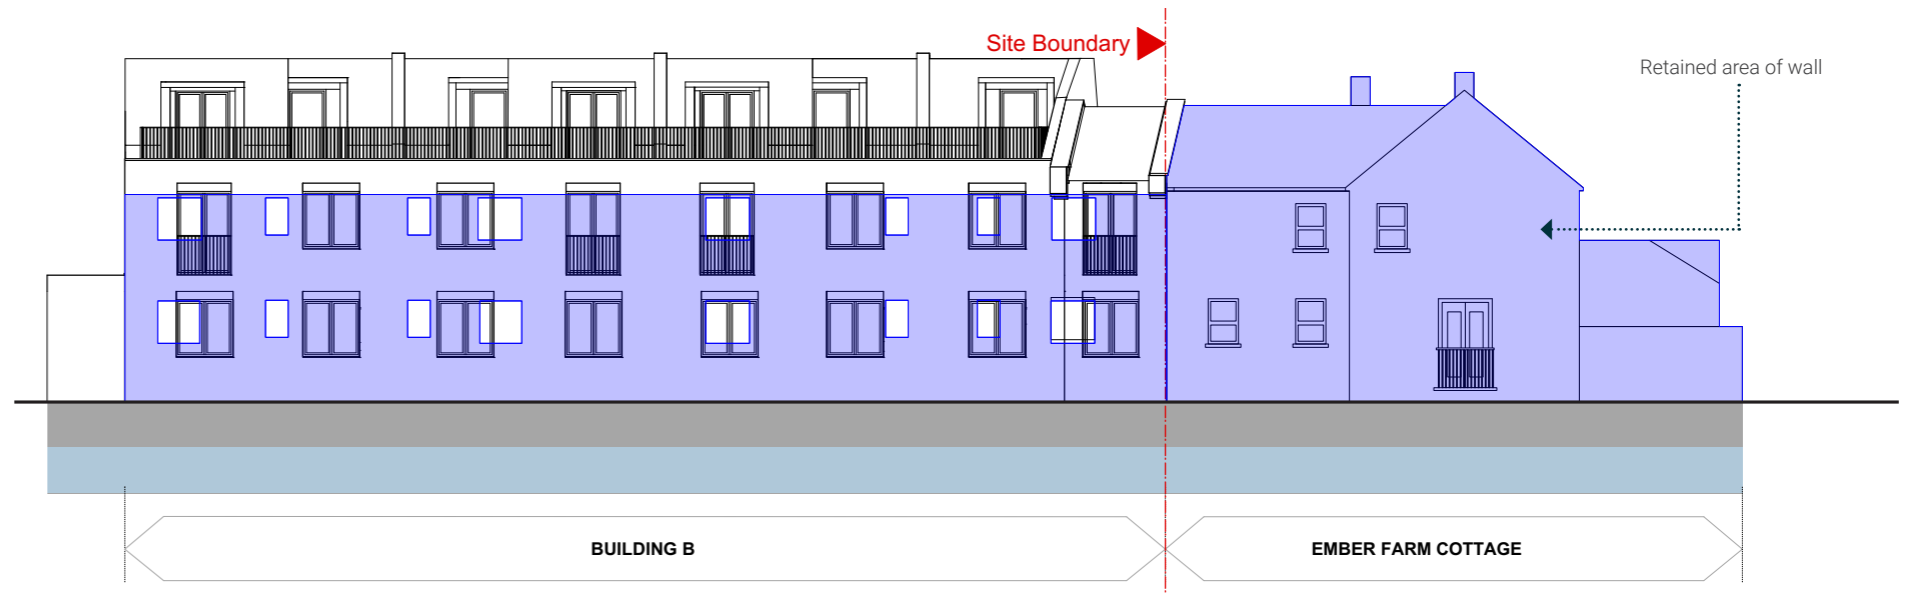 Site Boundary
Retained area of wall
BUILDING B
EMBER FARM COTTAGE